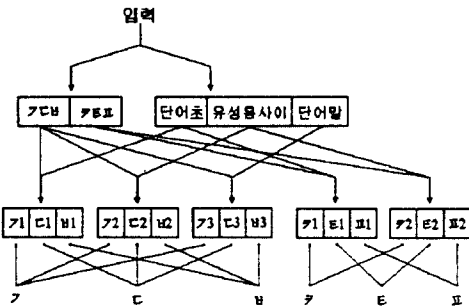 입력
ㄱㄷㅂ ㅋㅌㅍ 단어초 유성음사이 단어말
ㄱ1 ㄷ1 ㅂ1 ㄱ2 ㄷ2 ㅂ2 ㄱ3 ㄷ3 ㅂ3 ㅋ1 ㅌ1 ㅍ1 ㅋ2 ㅌ2 ㅍ2
ㄱ ㄷ ㅂ ㅋ ㅌ ㅍ